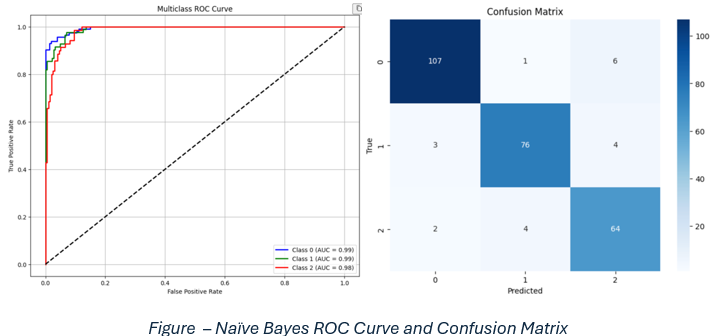 Multiclass ROC Curve
1.0
0.8
0.6
0.4
0.2
0.0
True Positive Rate
0.0 0.2 0.4 0.6 0.8 1.0
False Positive Rate
Class 0 (AUC = 0.99)
Class 1 (AUC = 0.99)
Class 2 (AUC = 0.98)
Confusion Matrix
0 107 1 6
1 3 76 4
2 2 4 64
True
0 1 2
Predicted
100
80
60
40
20
Figure – Naïve Bayes ROC Curve and Confusion Matrix